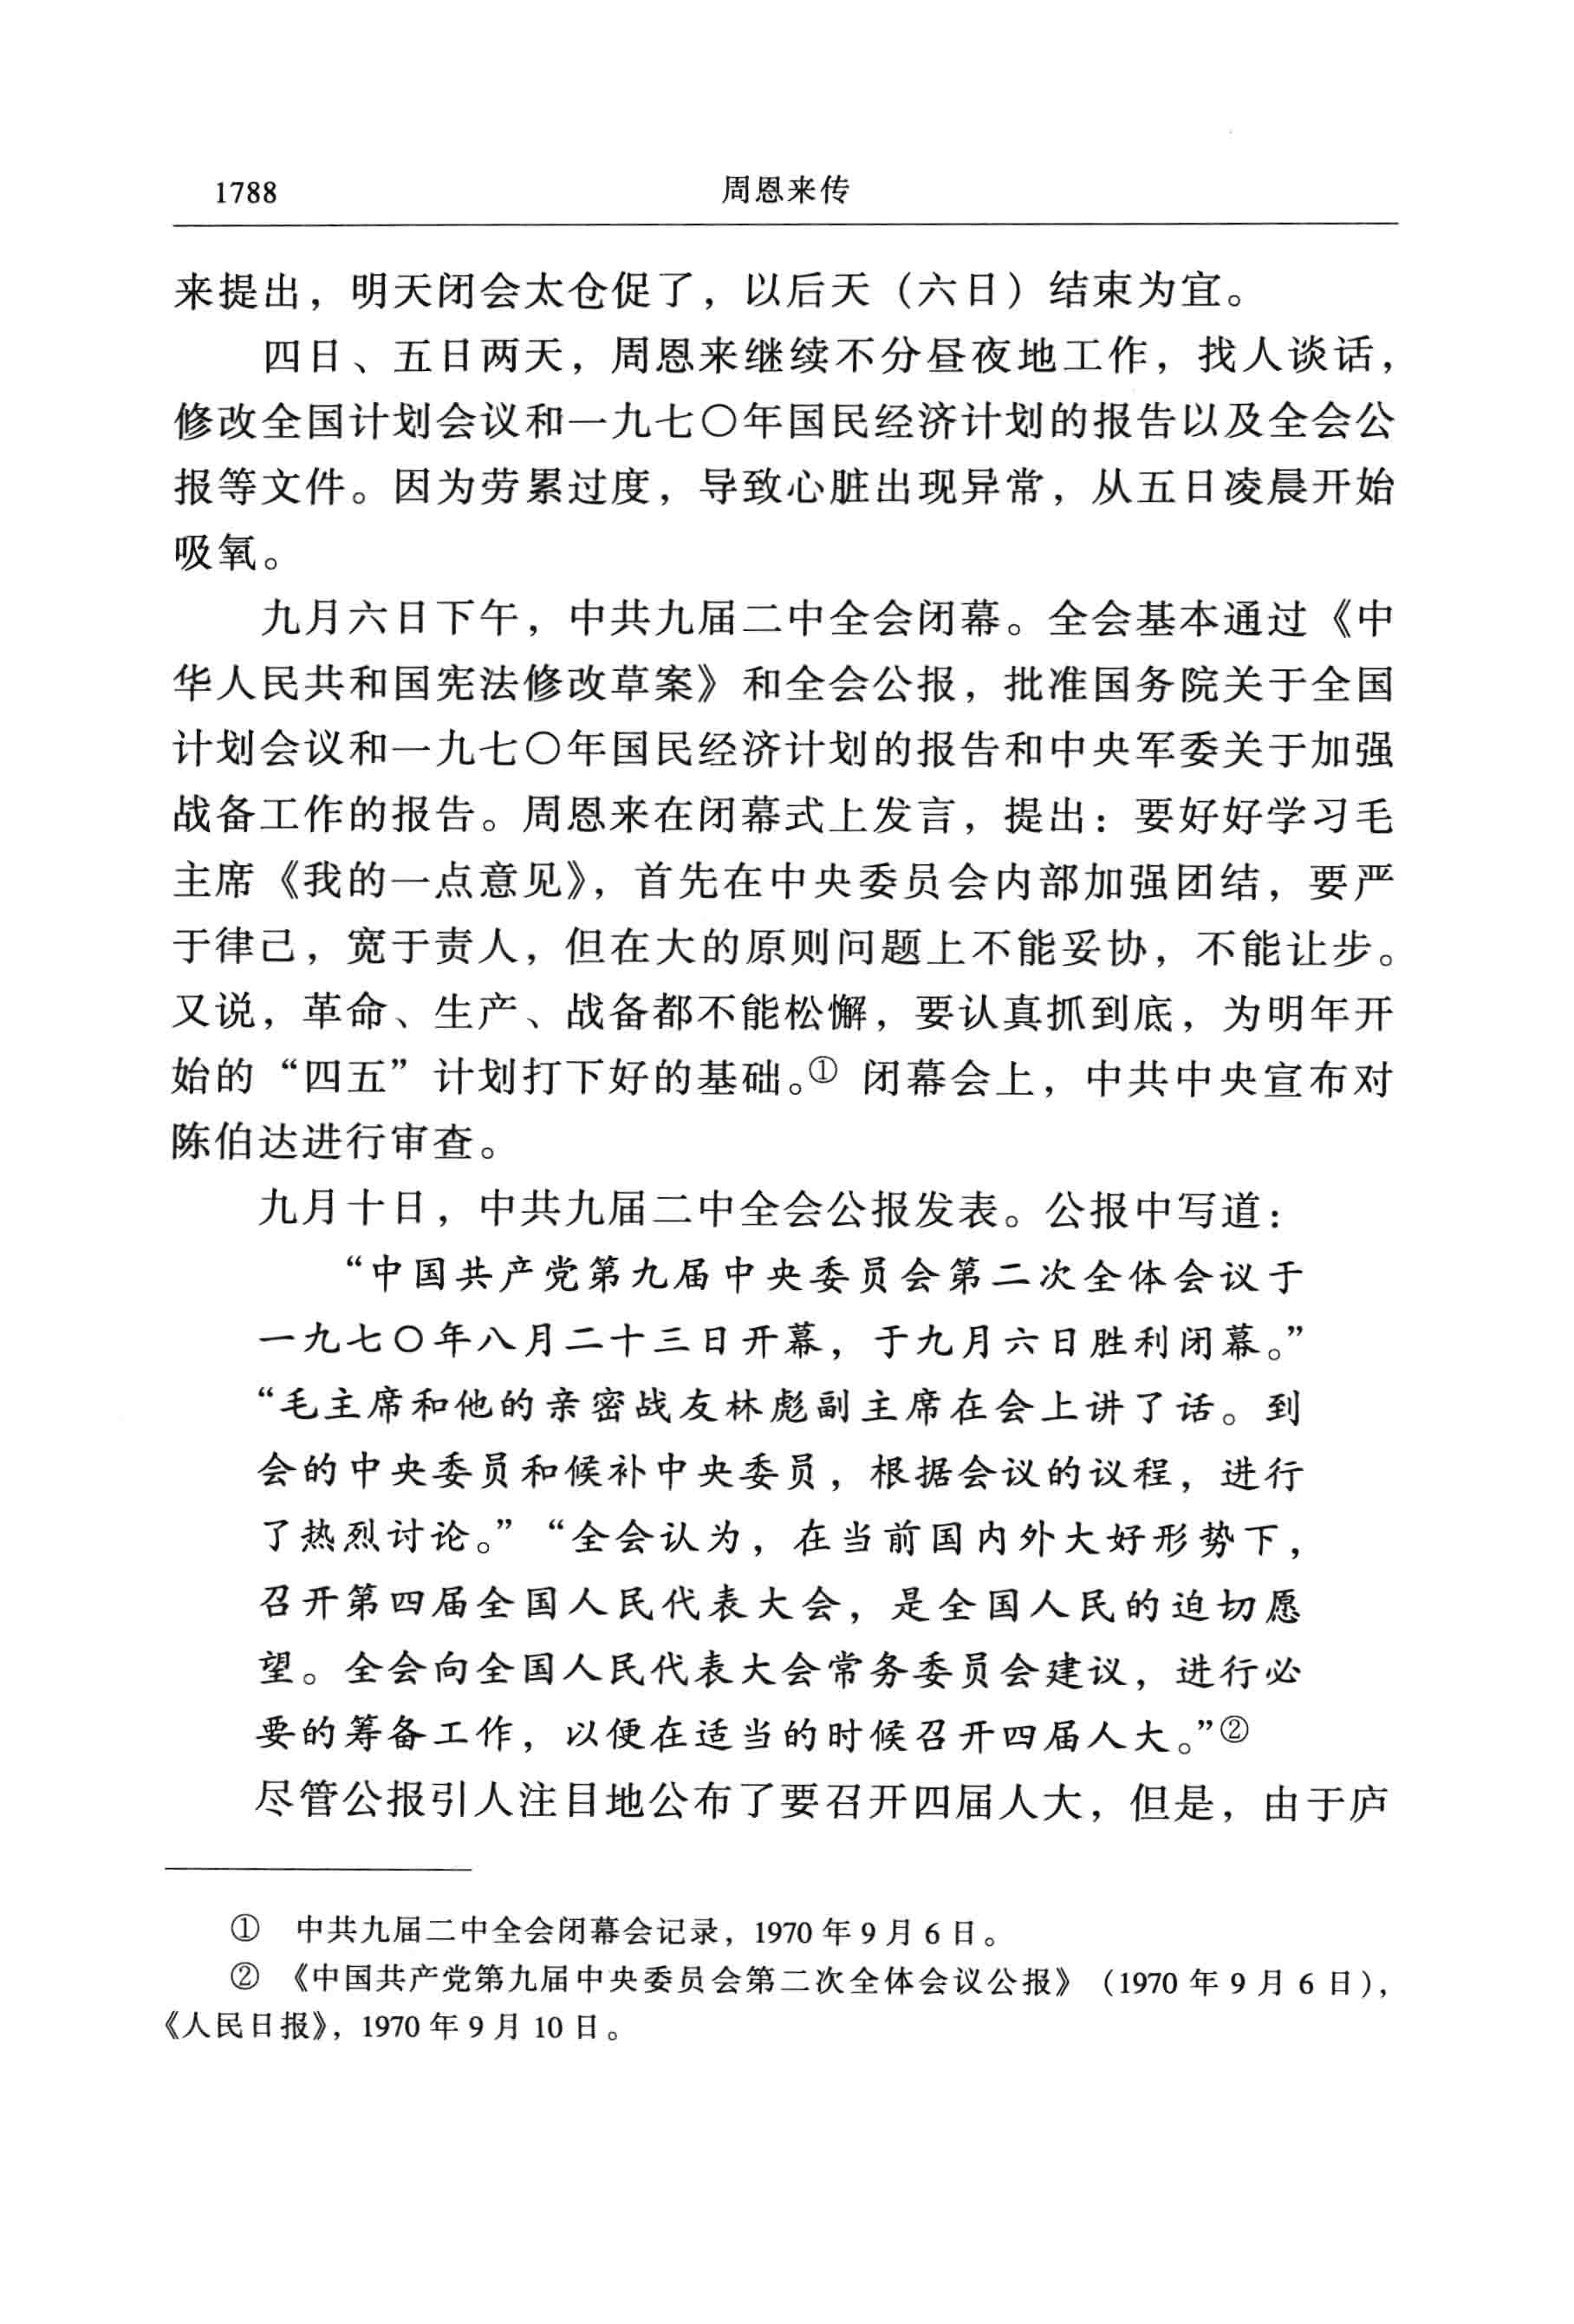 1788 周恩来传
来提出，明天闭会太仓促了，以后天（六日）结束为宜。
四日、五日两天，周恩来继续不分昼夜地工作，找人谈话，
修改全国计划会议和一九七〇年国民经济计划的报告以及全会公
报等文件。因为劳累过度，导致心脏出现异常，从五日凌晨开始
吸氧。
九月六日下午，中共九届二中全会闭幕。全会基本通过《中
华人民共和国宪法修改草案》和全会公报，批准国务院关于全国
计划会议和一九七〇年国民经济计划的报告和中央军委关于加强
战备工作的报告。周恩来在闭幕式上发言，提出：要好好学习毛
主席《我的一点意见》，首先在中央委员会内部加强团结，要严
于律己，宽于责人，但在大的原则问题上不能妥协，不能让步。
又说，革命、生产、战备都不能松懈，要认真抓到底，为明年开
始的“四五”计划打下好的基础。① 闭幕会上，中共中央宣布对
陈伯达进行审查。
九月十日，中共九届二中全会公报发表。公报中写道：
“中国共产党第九届中央委员会第二次全体会议于
一九七〇年八月二十三日开幕，于九月六日胜利闭幕。”
“毛主席和他的亲密战友林彪副主席在会上讲了话。到
会的中央委员和候补中央委员，根据会议的议程，进行
了热烈讨论。”“全会认为，在当前国内外大好形势下，
召开第四届全国人民代表大会，是全国人民的迫切愿
望。全会向全国人民代表大会常务委员会建议，进行必
要的筹备工作，以便在适当的时候召开四届人大。”②
尽管公报引人注目地公布了要召开四届人大，但是，由于庐
① 中共九届二中全会闭幕会记录，1970 年 9 月 6 日。
② 《中国共产党第九届中央委员会第二次全体会议公报》（1970 年 9 月 6 日），
《人民日报》，1970 年 9 月 10 日。